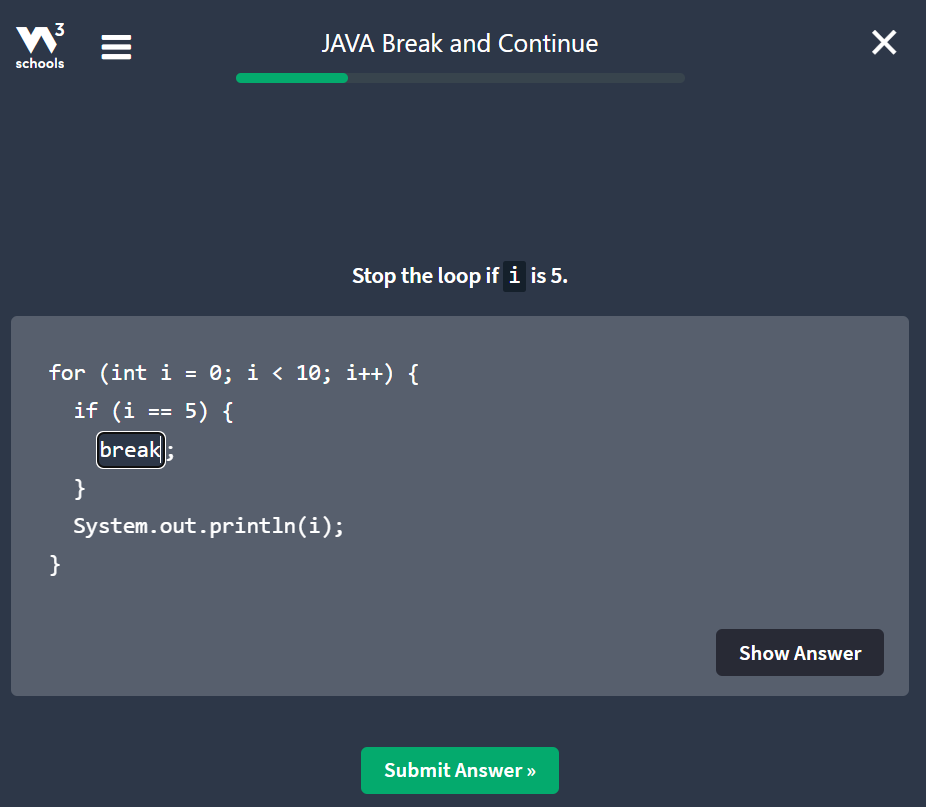 3
schools
JAVA Break and Continue
Stop the loop if i is 5.
for (int i = 0; i < 10; i++) {
  if (i == 5) {
    break;
  }
  System.out.println(i);
}
Show Answer
Submit Answer »